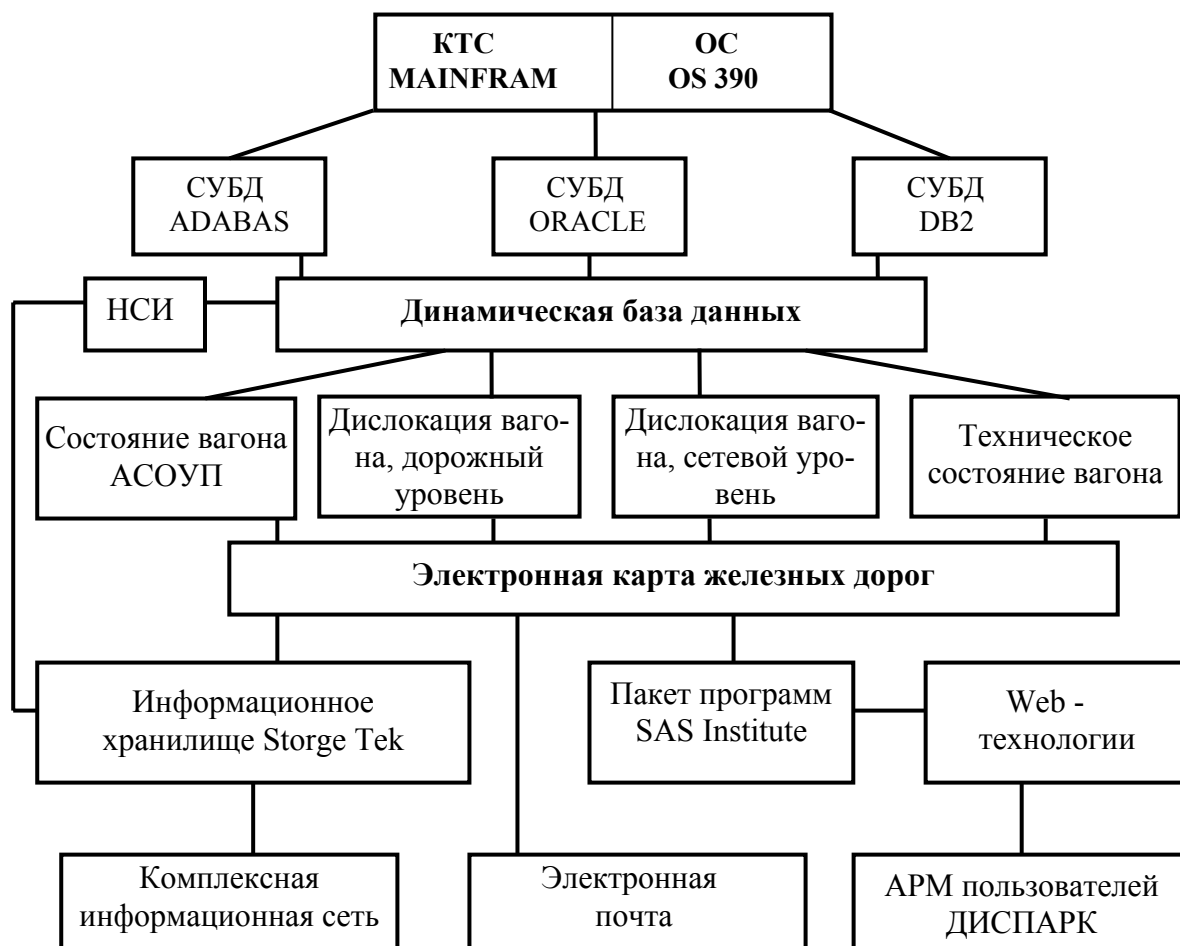 КТС
MAINFRAM
ОС
OS 390
СУБД
ADABAS
СУБД
ORACLE
СУБД
DB2
НСИ
Динамическая база данных
Состояние вагона
АСОУП
Дислокация ваго-
на, дорожный
уровень
Дислокация ваго-
на, сетевой уро-
вень
Техническое
состояние вагона
Электронная карта железных дорог
Информационное
хранилище Storge Tek
Пакет программ
SAS Institute
Web -
технологии
Комплексная
информационная сеть
Электронная
почта
АРМ пользователей
ДИСПАРК